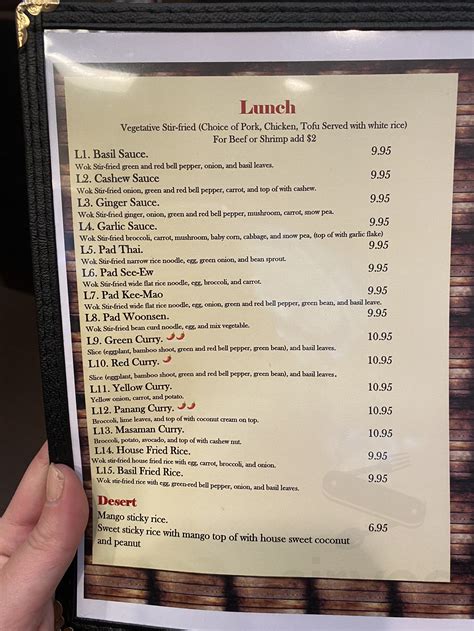 Lunch
Vegetative Stir-fried (Choice of Pork, Chicken, Tofu Served with white rice)
For Beef or Shrimp add $2
L1. Basil Sauce. 9.95
Wok Stir-fried green and red bell pepper, onion, and basil leaves.
L2. Cashew Sauce 9.95
Wok Stir-fried onion, green and red bell pepper, carrot, and top of with cashew.
L3. Ginger Sauce. 9.95
Wok Stir-fried ginger, onion, green and red bell pepper, mushroom, carrot, snow pea.
L4. Garlic Sauce. 9.95
Wok Stir-fried broccoli, carrot, mushroom, baby corn, cabbage, and snow pea, (top of with garlic flake)
L5. Pad Thai. 9.95
Wok Stir-fried narrow rice noodle, egg, green onion, and bean sprout.
L6. Pad See-Ew 9.95
Wok Stir-fried wide flat rice noodle, egg, broccoli, and carrot.
L7. Pad Kee-Mao 9.95
Wok Stir-fried wide flat rice noodle, egg, onion, green and red bell pepper, green bean, and basil leave.
L8. Pad Woonsen. 9.95
Wok Stir-fried bean curd noodle, egg, and mix vegetable.
L9. Green Curry. 10.95
Slice (eggplant, bamboo shoot, green and red bell pepper, green bean), and basil leaves.
L10. Red Curry. 10.95
Slice (eggplant, bamboo shoot, green and red bell pepper, green bean), and basil leaves.
L11. Yellow Curry. 10.95
Yellow onion, carrot, and potato.
L12. Panang Curry. 10.95
Broccoli, lime leaves, and top of with coconut cream on top.
L13. Masaman Curry. 10.95
Broccoli, potato, avocado, and top of with cashew nut.
L14. House Fried Rice. 9.95
Wok stir-fried house fried rice with egg, carrot, broccoli, and onion.
L15. Basil Fried Rice. 9.95
Wok stir-fried rice with egg, green-red bell pepper, onion, and basil leaves.
Desert
Mango sticky rice. 6.95
Sweet sticky rice with mango top of with house sweet coconut
and peanut